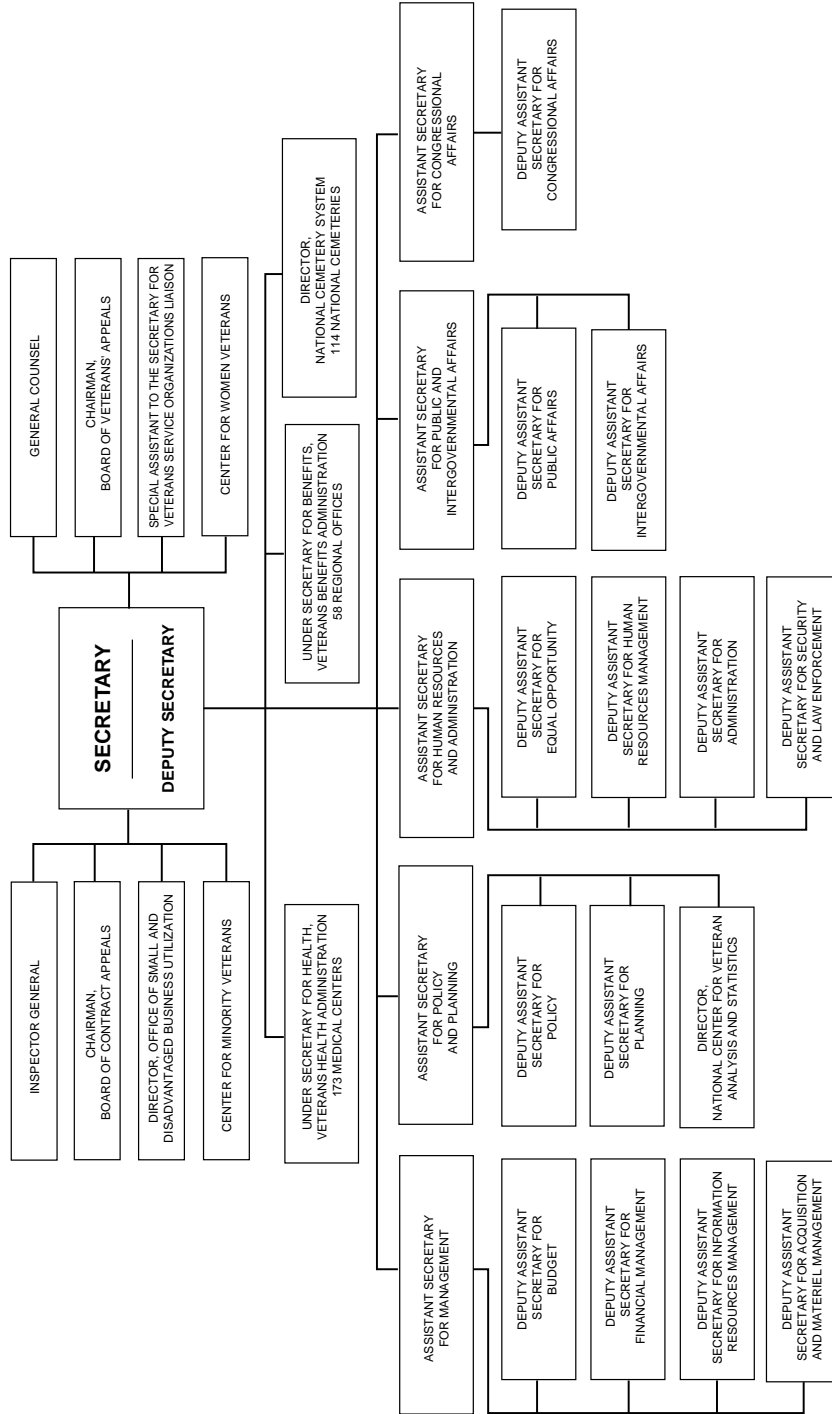 SECRETARY
DEPUTY SECRETARY
INSPECTOR GENERAL
CHAIRMAN,
BOARD OF CONTRACT APPEALS
DIRECTOR, OFFICE OF SMALL AND
DISADVANTAGED BUSINESS UTILIZATION
CENTER FOR MINORITY VETERANS
GENERAL COUNSEL
CHAIRMAN,
BOARD OF VETERANS' APPEALS
SPECIAL ASSISTANT TO THE SECRETARY FOR
VETERANS SERVICE ORGANIZATIONS LIAISON
CENTER FOR WOMEN VETERANS
UNDER SECRETARY FOR HEALTH,
VETERANS HEALTH ADMINISTRATION
173 MEDICAL CENTERS
UNDER SECRETARY FOR BENEFITS,
VETERANS BENEFITS ADMINISTRATION
58 REGIONAL OFFICES
DIRECTOR,
NATIONAL CEMETERY SYSTEM
114 NATIONAL CEMETERIES
ASSISTANT SECRETARY
FOR MANAGEMENT
DEPUTY ASSISTANT
SECRETARY FOR
BUDGET
DEPUTY ASSISTANT
SECRETARY FOR
FINANCIAL MANAGEMENT
DEPUTY ASSISTANT
SECRETARY FOR INFORMATION
RESOURCES MANAGEMENT
DEPUTY ASSISTANT
SECRETARY FOR ACQUISITION
AND MATERIEL MANAGEMENT
ASSISTANT SECRETARY
FOR POLICY
AND PLANNING
DEPUTY ASSISTANT
SECRETARY FOR
POLICY
DEPUTY ASSISTANT
SECRETARY FOR
PLANNING
DIRECTOR,
NATIONAL CENTER FOR VETERAN
ANALYSIS AND STATISTICS
ASSISTANT SECRETARY
FOR HUMAN RESOURCES
AND ADMINISTRATION
DEPUTY ASSISTANT
SECRETARY FOR
EQUAL OPPORTUNITY
DEPUTY ASSISTANT
SECRETARY FOR HUMAN
RESOURCES MANAGEMENT
DEPUTY ASSISTANT
SECRETARY FOR
ADMINISTRATION
DEPUTY ASSISTANT
SECRETARY FOR SECURITY
AND LAW ENFORCEMENT
ASSISTANT SECRETARY
FOR PUBLIC AND
INTERGOVERNMENTAL AFFAIRS
DEPUTY ASSISTANT
SECRETARY FOR
PUBLIC AFFAIRS
DEPUTY ASSISTANT
SECRETARY FOR
INTERGOVERNMENTAL AFFAIRS
ASSISTANT SECRETARY
FOR CONGRESSIONAL
AFFAIRS
DEPUTY ASSISTANT
SECRETARY FOR
CONGRESSIONAL AFFAIRS